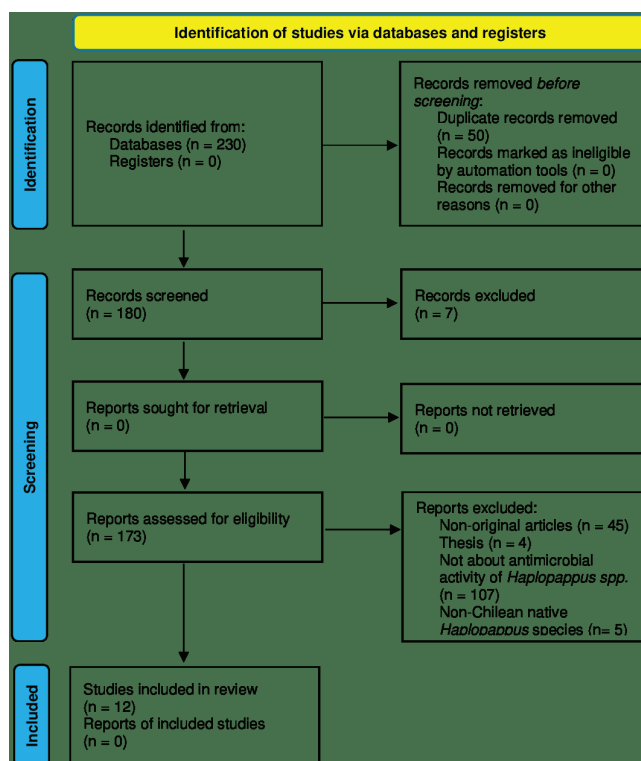 Identification of studies via databases and registers
Identification
Records identified from:
Databases (n = 230)
Registers (n = 0)
Records removed before
screening:
Duplicate records removed
(n = 50)
Records marked as ineligible
by automation tools (n = 0)
Records removed for other
reasons (n = 0)
Screening
Records screened
(n = 180)
Records excluded
(n = 7)
Reports sought for retrieval
(n = 0)
Reports not retrieved
(n = 0)
Reports assessed for eligibility
(n = 173)
Reports excluded:
Non-original articles (n = 45)
Thesis (n = 4)
Not about antimicrobial
activity of Haplopappus spp.
(n = 107)
Non-Chilean native
Haplopappus species (n= 5)
Included
Studies included in review
(n = 12)
Reports of included studies
(n = 0)